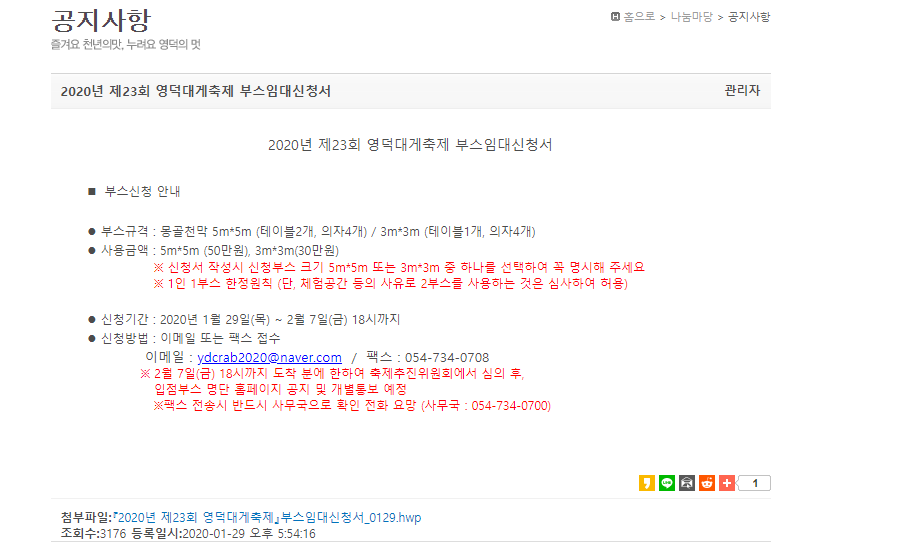 공지사항
홈으로 > 나눔마당 > 공지사항
즐겨요 천년의맛, 누려요 영덕의 멋
2020년 제23회 영덕대게축제 부스임대신청서 관리자
2020년 제23회 영덕대게축제 부스임대신청서
■ 부스신청 안내
● 부스규격 : 몽골천막 5m*5m (테이블2개, 의자4개) / 3m*3m (테이블1개, 의자4개)
● 사용금액 : 5m*5m (50만원), 3m*3m(30만원)
※ 신청서 작성시 신청부스 크기 5m*5m 또는 3m*3m 중 하나를 선택하여 꼭 명시해 주세요
※ 1인 1부스 한정원칙 (단, 체험공간 등의 사유로 2부스를 사용하는 것은 심사하여 허용)
● 신청기간 : 2020년 1월 29일(목) ~ 2월 7일(금) 18시까지
● 신청방법 : 이메일 또는 팩스 접수
이메일 : ydcrab2020@naver.com / 팩스 : 054-734-0708
※ 2월 7일(금) 18시까지 도착 분에 한하여 축제추진위원회에서 심의 후,
입점부스 명단 홈페이지 공지 및 개별통보 예정
※팩스 전송시 반드시 사무국으로 확인 전화 요망 (사무국 : 054-734-0700)
1
첨부파일:『2020년 제23회 영덕대게축제』부스임대신청서_0129.hwp
조회수:3176 등록일시:2020-01-29 오후 5:54:16